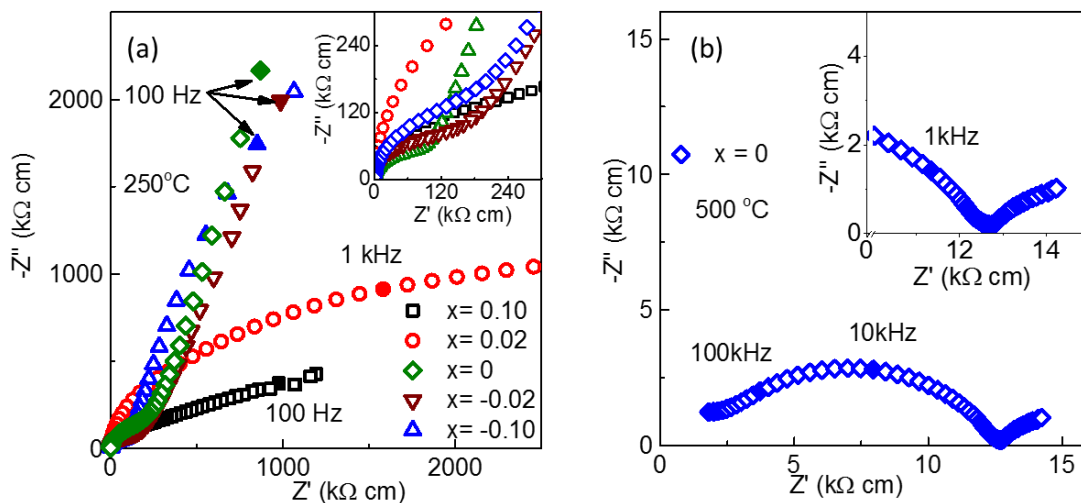 (a)
100 Hz
250°C
2000
1000
0
-Z" (kΩ cm)
0
1000
2000
Z' (kΩ cm)
240
120
0
-Z" (kΩ cm)
0
120
240
Z' (kΩ cm)
1 kHz
100 Hz
x= 0.10
x= 0.02
x= 0
x= -0.02
x= -0.10
(b)
15
10
5
0
-Z" (kΩ cm)
0
5
10
15
Z' (kΩ cm)
x = 0
500 °C
100kHz
10kHz
4
2
0
-Z" (kΩ cm)
0
12
14
Z' (kΩ cm)
1kHz